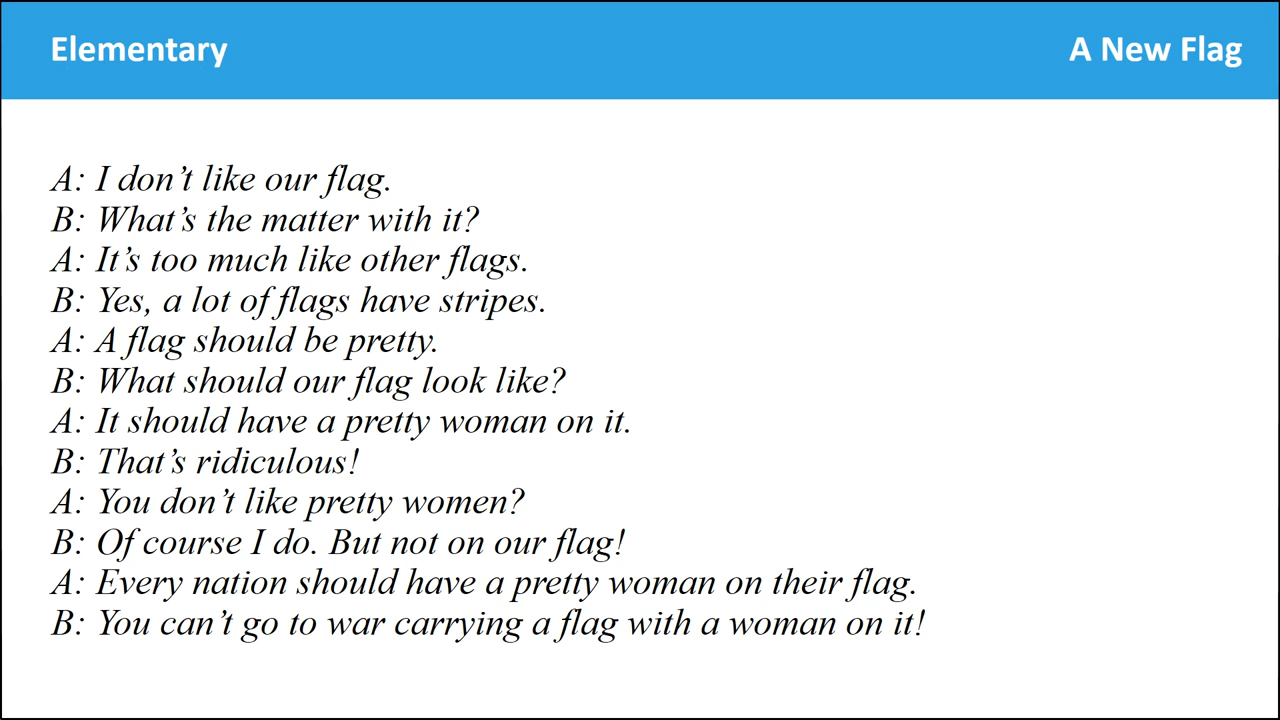 Elementary
A New Flag
A: I don’t like our flag.
B: What’s the matter with it?
A: It’s too much like other flags.
B: Yes, a lot of flags have stripes.
A: A flag should be pretty.
B: What should our flag look like?
A: It should have a pretty woman on it.
B: That’s ridiculous!
A: You don’t like pretty women?
B: Of course I do. But not on our flag!
A: Every nation should have a pretty woman on their flag.
B: You can’t go to war carrying a flag with a woman on it!